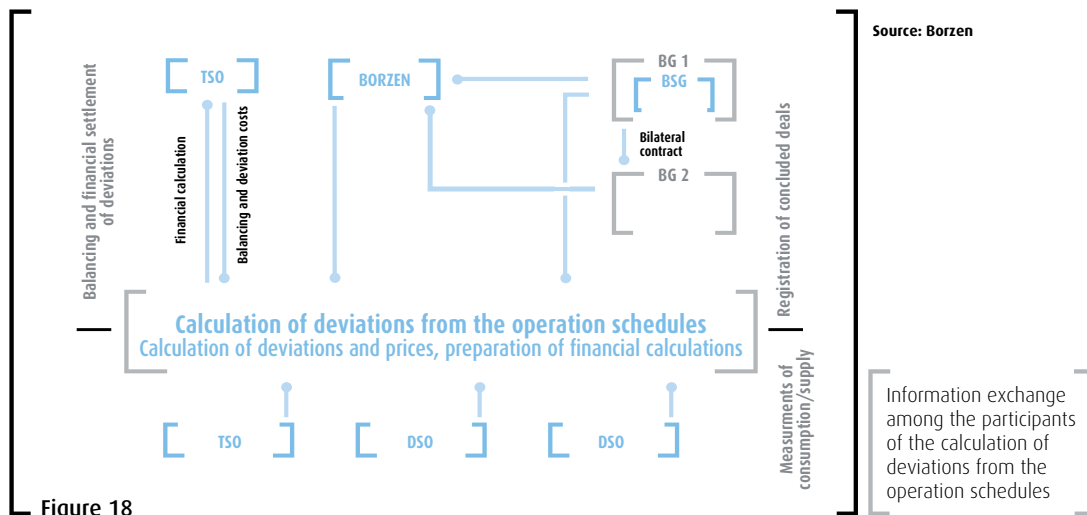 Source: Borzen
TSO
BORZEN
BG 1
BSG
Bilateral
contract
BG 2
Balancing and financial settlement
of deviations
Financial calculation
Balancing and deviation costs
Registration of concluded deals
Calculation of deviations from the operation schedules
Calculation of deviations and prices, preparation of financial calculations
TSO
DSO
DSO
Measurments of
consumption/supply
Information exchange
among the participants
of the calculation of
deviations from the
operation schedules
Figure 18